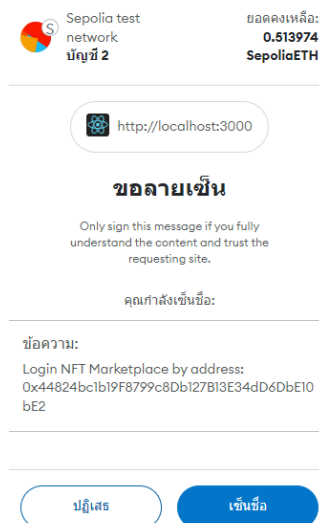 Sepolia test
network
บัญชี 2
ยอดคงเหลือ:
0.513974
SepoliaETH
S
http://localhost:3000
ขอลายเซ็น
Only sign this message if you fully
understand the content and trust the
requesting site.
คุณกำลังเซ็นชื่อ:
ข้อความ:
Login NFT Marketplace by address:
0x44824bc1b19F8799c8Db127B13E34dD6DbE10
bE2
ปฏิเสธ
เซ็นชื่อ